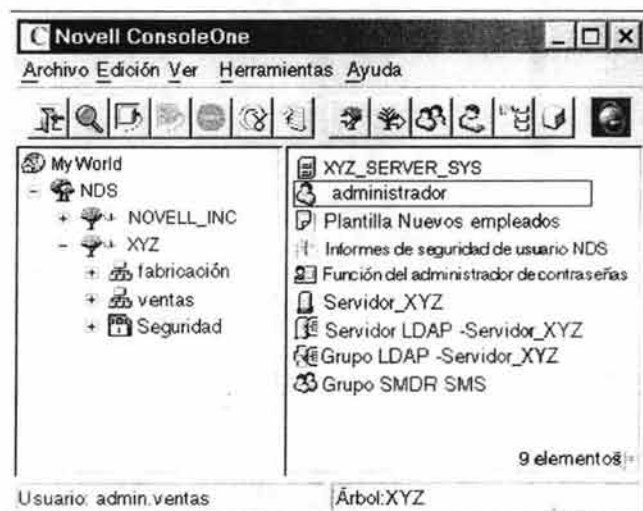 Novell ConsoleOne
Archivo Edición Ver Herramientas Ayuda
My World
NDS
NOVELL_INC
XYZ
fabricación
ventas
Seguridad
XYZ_SERVER_SYS
administrador
Plantilla Nuevos empleados
Informes de seguridad de usuario NDS
Función del administrador de contraseñas
Servidor_XYZ
Servidor LDAP -Servidor_XYZ
Grupo LDAP -Servidor_XYZ
Grupo SMDR SMS
9 elementos
Usuario: admin.ventas
Árbol:XYZ